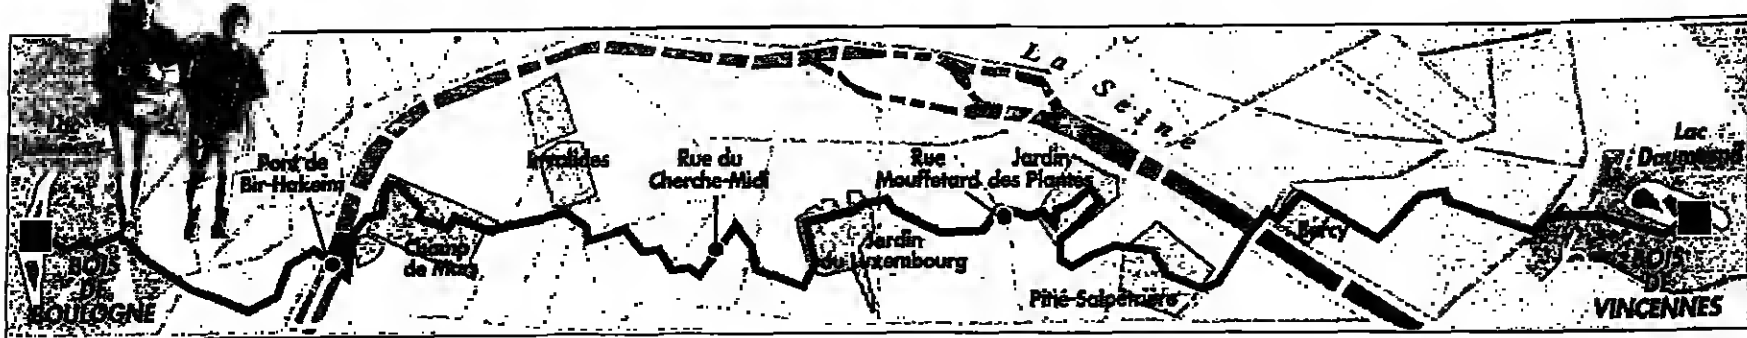 La Seine
Pont de
Bir-Hakeim
Invalides
Rue du
Cherche-Midi
Rue
Mouffetard
Jardin
des Plantes
Lac
Daumesnil
Champ
de Mars
Jardin
du Luxembourg
Pitié-Salpêtrière
Bercy
BOIS
DE
BOULOGNE
BOIS
DE
VINCENNES